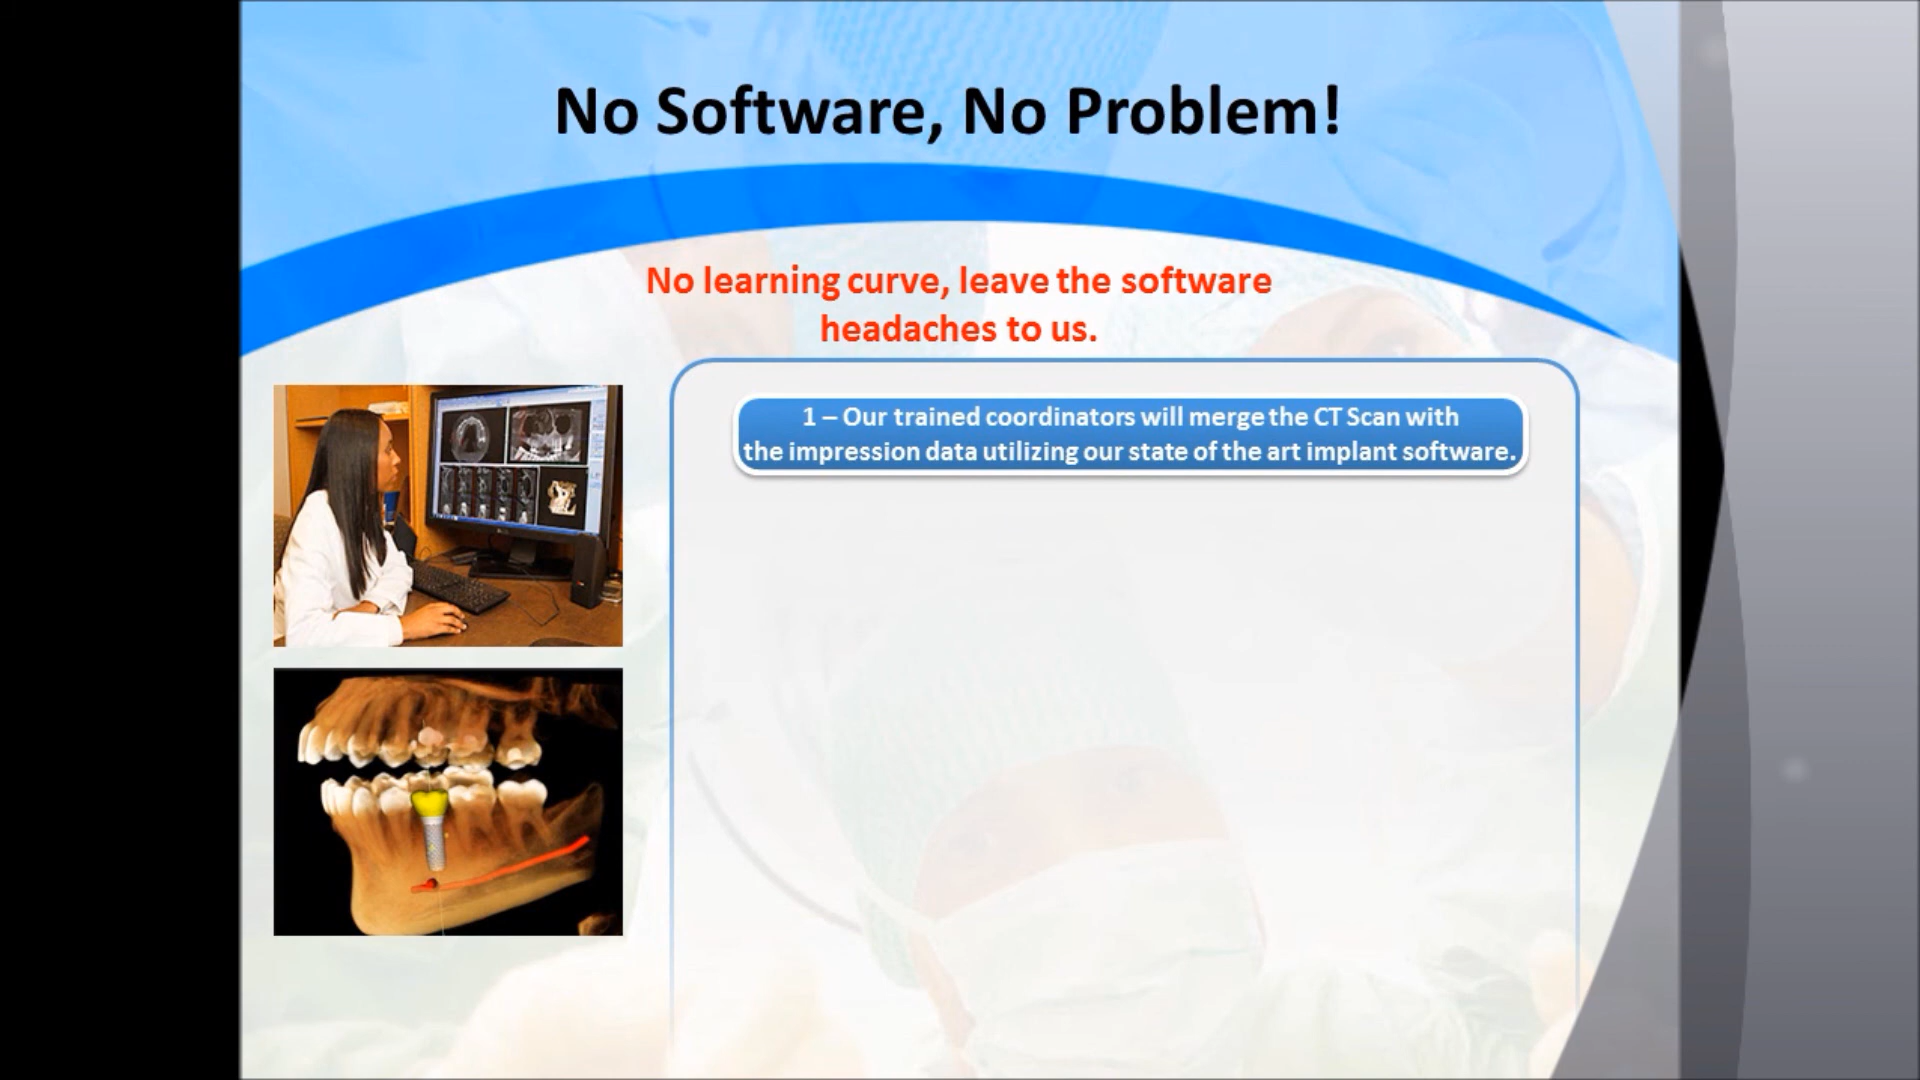 No Software, No Problem!
No learning curve, leave the software
headaches to us.
1 – Our trained coordinators will merge the CT Scan with
the impression data utilizing our state of the art implant software.